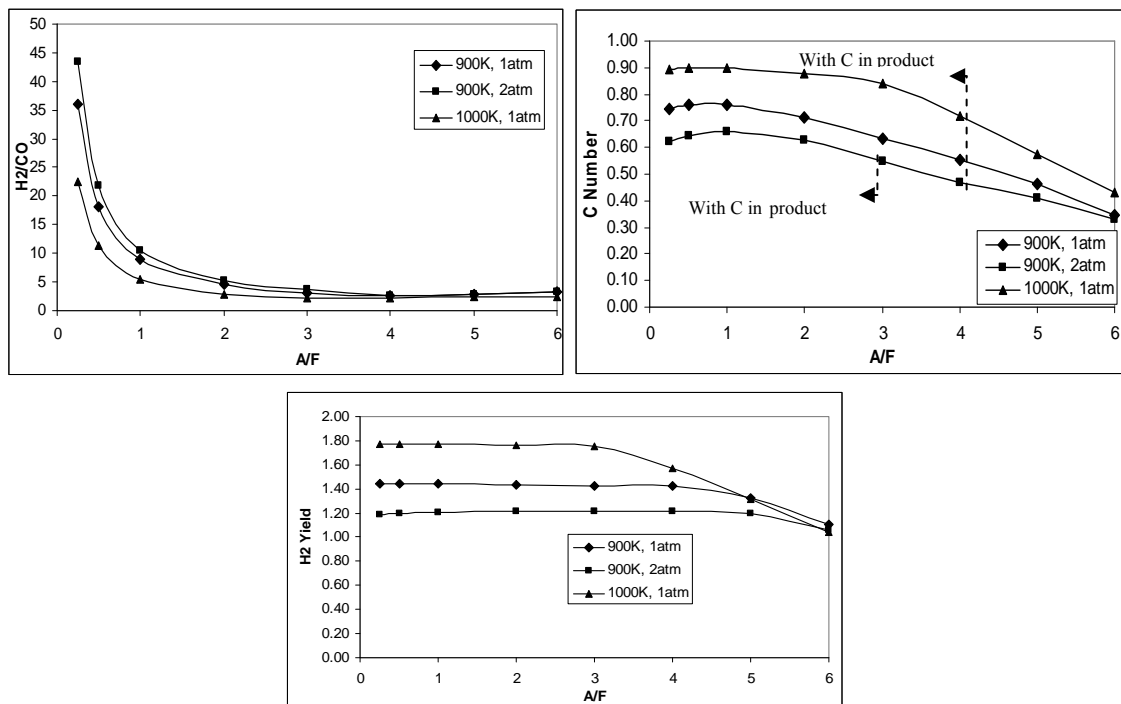 50
45
40
35
30
25
20
15
10
5
0
H2/CO
900K, 1atm
900K, 2atm
1000K, 1atm
0 1 2 3 4 5 6
A/F
1.00
0.90
0.80
0.70
0.60
0.50
0.40
0.30
0.20
0.10
0.00
C Number
With C in product
With C in product
900K, 1atm
900K, 2atm
1000K, 1atm
0 1 2 3 4 5 6
A/F
2.00
1.80
1.60
1.40
1.20
1.00
0.80
0.60
0.40
0.20
0.00
H2 Yield
900K, 1atm
900K, 2atm
1000K, 1atm
0 1 2 3 4 5 6
A/F